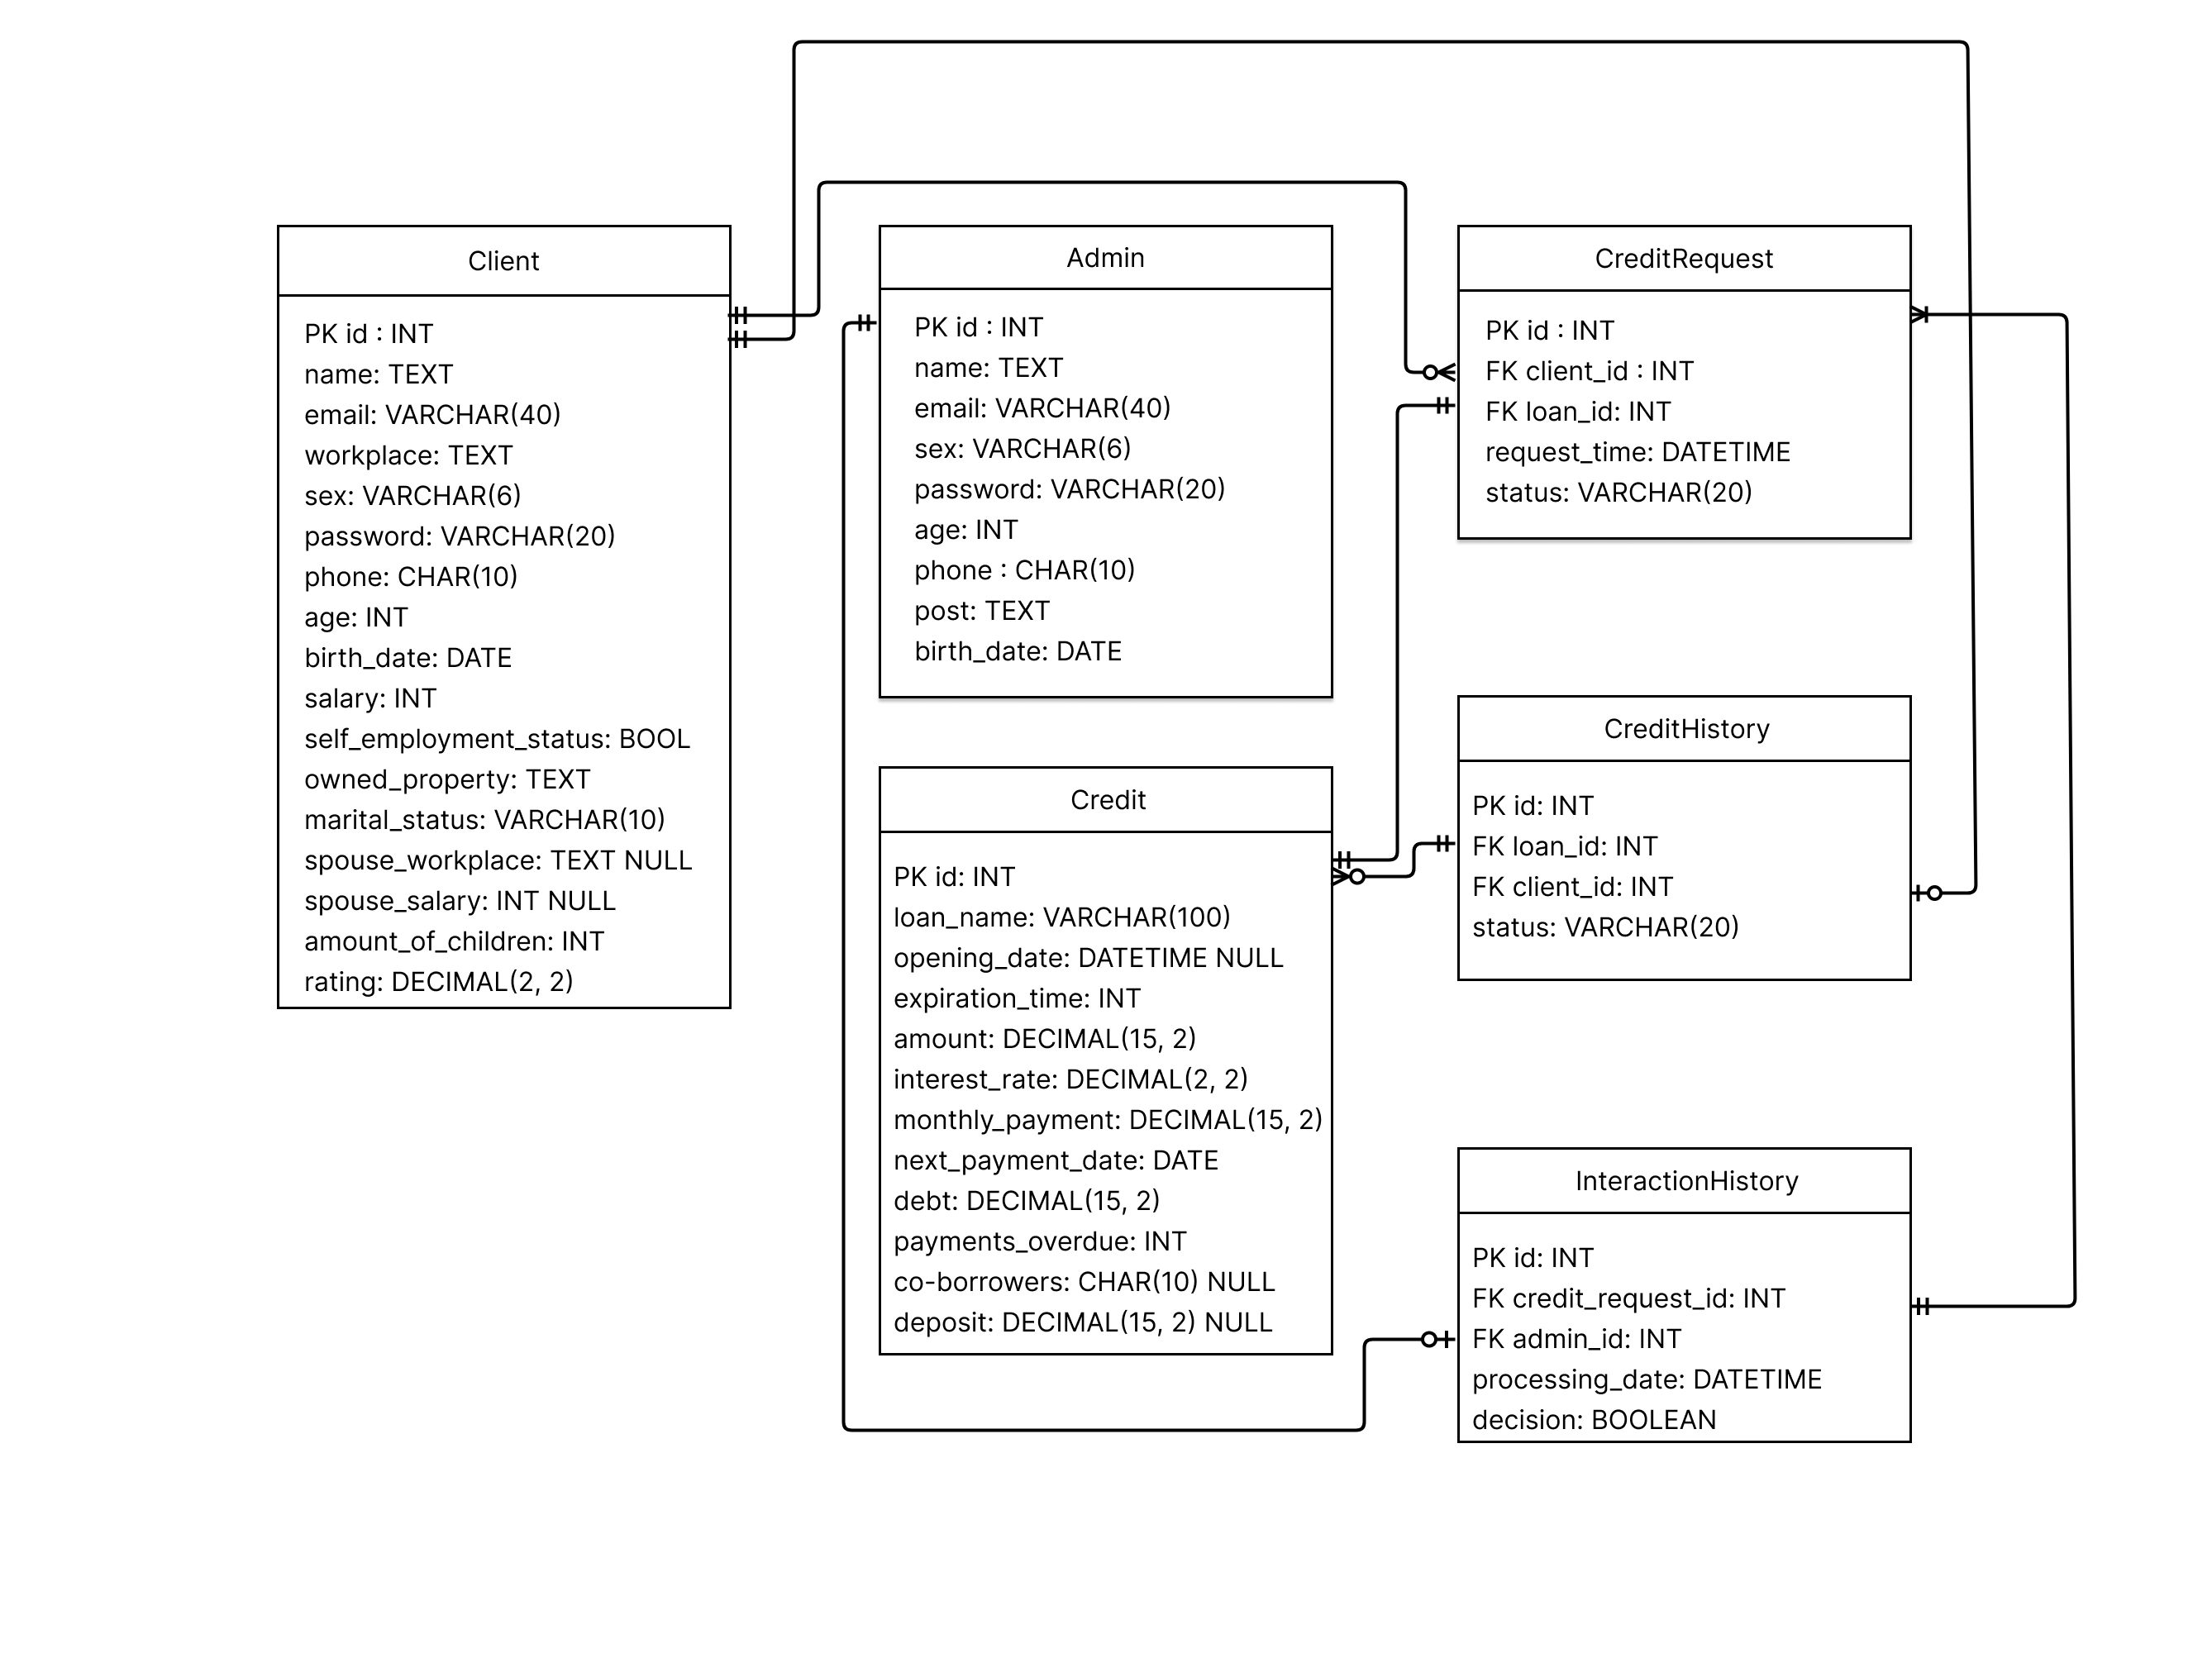 Client
PK id : INT
name: TEXT
email: VARCHAR(40)
workplace: TEXT
sex: VARCHAR(6)
password: VARCHAR(20)
phone: CHAR(10)
age: INT
birth_date: DATE
salary: INT
self_employment_status: BOOL
owned_property: TEXT
marital_status: VARCHAR(10)
spouse_workplace: TEXT NULL
spouse_salary: INT NULL
amount_of_children: INT
rating: DECIMAL(2, 2)
Admin
PK id : INT
name: TEXT
email: VARCHAR(40)
sex: VARCHAR(6)
password: VARCHAR(20)
age: INT
phone : CHAR(10)
post: TEXT
birth_date: DATE
Credit
PK id: INT
loan_name: VARCHAR(100)
opening_date: DATETIME NULL
expiration_time: INT
amount: DECIMAL(15, 2)
interest_rate: DECIMAL(2, 2)
monthly_payment: DECIMAL(15, 2)
next_payment_date: DATE
debt: DECIMAL(15, 2)
payments_overdue: INT
co-borrowers: CHAR(10) NULL
deposit: DECIMAL(15, 2) NULL
CreditRequest
PK id : INT
FK client_id : INT
FK loan_id: INT
request_time: DATETIME
status: VARCHAR(20)
CreditHistory
PK id: INT
FK loan_id: INT
FK client_id: INT
status: VARCHAR(20)
InteractionHistory
PK id: INT
FK credit_request_id: INT
FK admin_id: INT
processing_date: DATETIME
decision: BOOLEAN